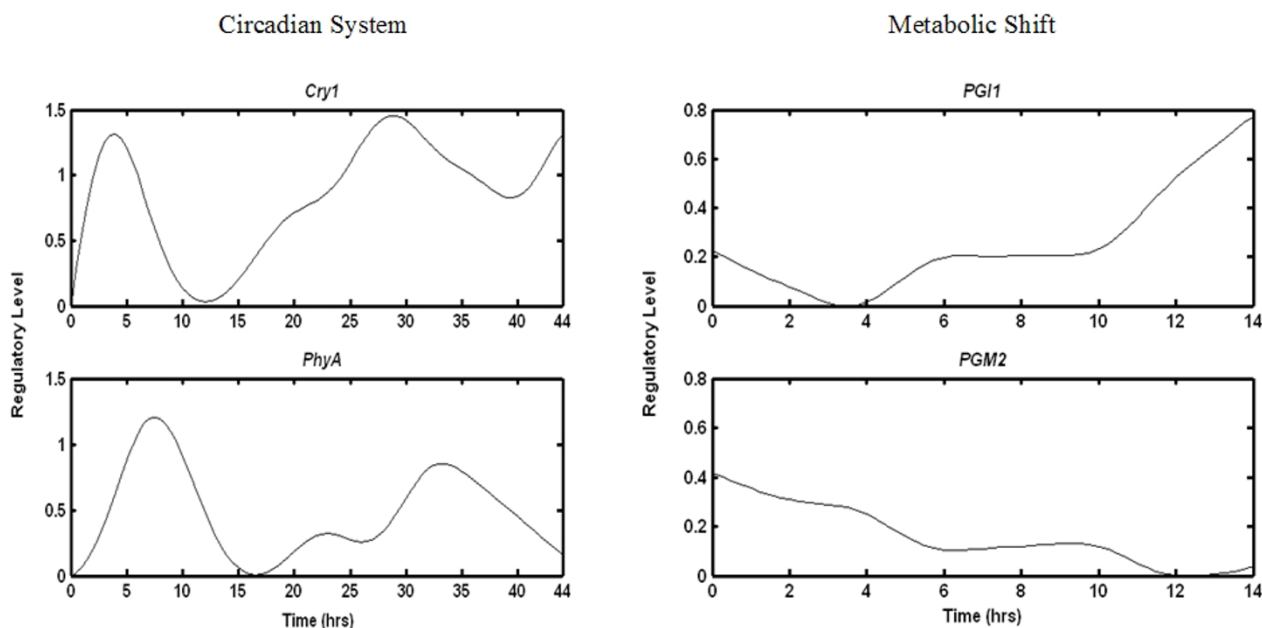 Circadian System
Metabolic Shift
Cry1
1.5
1
0.5
0
0 5 10 15 20 25 30 35 40 44
PhyA
1.5
1
0.5
0
0 5 10 15 20 25 30 35 40 44
Regulatory Level
Time (hrs)
PGI1
0.8
0.6
0.4
0.2
0
0 2 4 6 8 10 12 14
PGM2
0.8
0.6
0.4
0.2
0
0 2 4 6 8 10 12 14
Regulatory Level
Time (hrs)